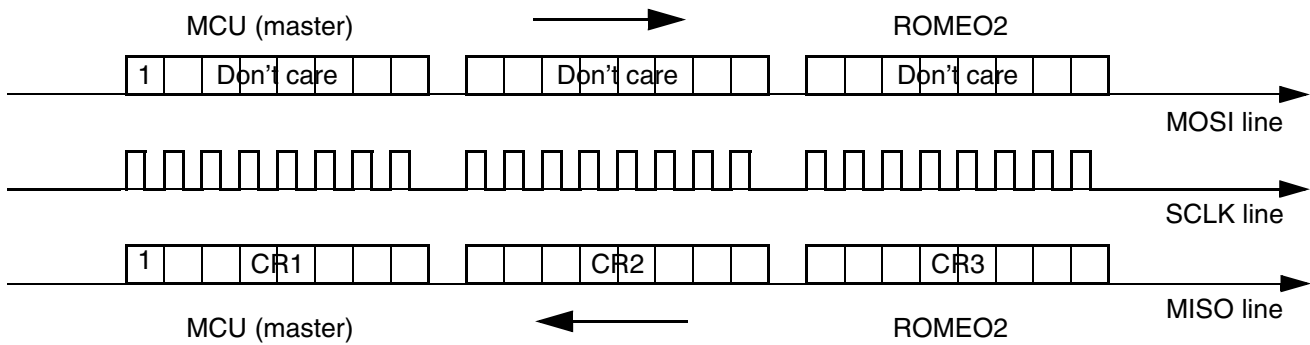 MCU (master) ROMEO2
1 Don't care Don't care Don't care
MOSI line
SCLK line
1 CR1 CR2 CR3
MISO line
MCU (master) ROMEO2